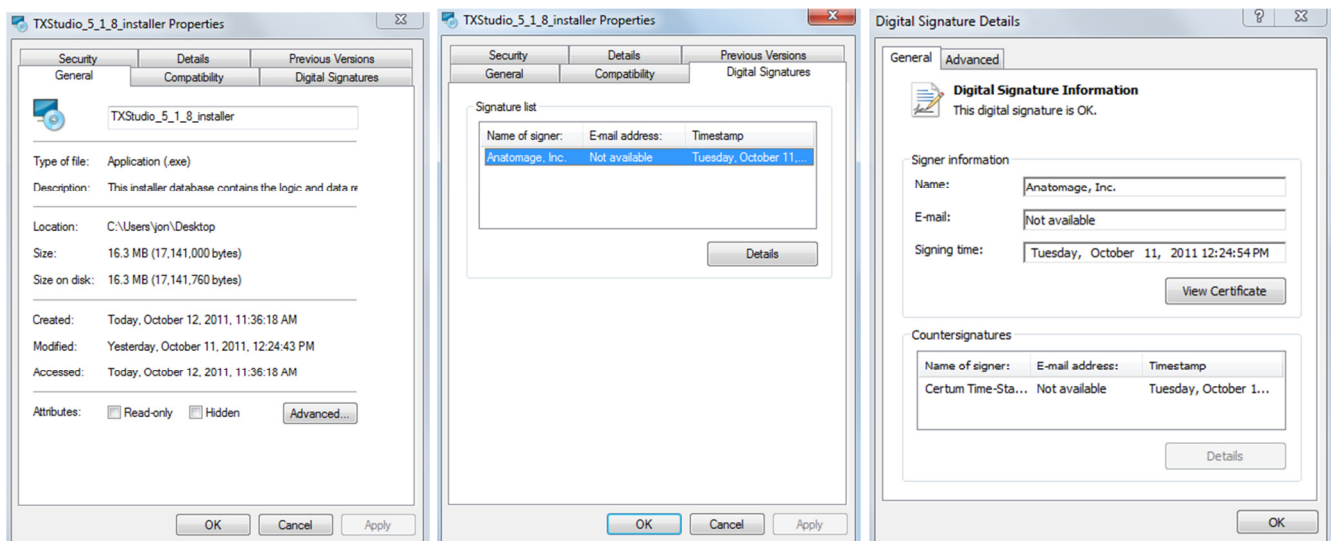 TXStudio_5_1_8_installer Properties
Security Details Previous Versions
General Compatibility Digital Signatures
TXStudio_5_1_8_installer
Type of file: Application (.exe)
Description: This installer database contains the logic and data re
Location: C:\Users\jon\Desktop
Size: 16.3 MB (17,141,000 bytes)
Size on disk: 16.3 MB (17,141,760 bytes)
Created: Today, October 12, 2011, 11:36:18 AM
Modified: Yesterday, October 11, 2011, 12:24:43 PM
Accessed: Today, October 12, 2011, 11:36:18 AM
Attributes: Read-only Hidden Advanced...
OK Cancel Apply
TXStudio_5_1_8_installer Properties
Security Details Previous Versions
General Compatibility Digital Signatures
Signature list
Name of signer: E-mail address: Timestamp
Anatomage, Inc. Not available Tuesday, October 11,...
Details
OK Cancel Apply
Digital Signature Details
General Advanced
Digital Signature Information
This digital signature is OK.
Signer information
Name: Anatomage, Inc.
E-mail: Not available
Signing time: Tuesday, October 11, 2011 12:24:54 PM
View Certificate
Countersignatures
Name of signer: E-mail address: Timestamp
Certum Time-Sta... Not available Tuesday, October 1...
Details
OK